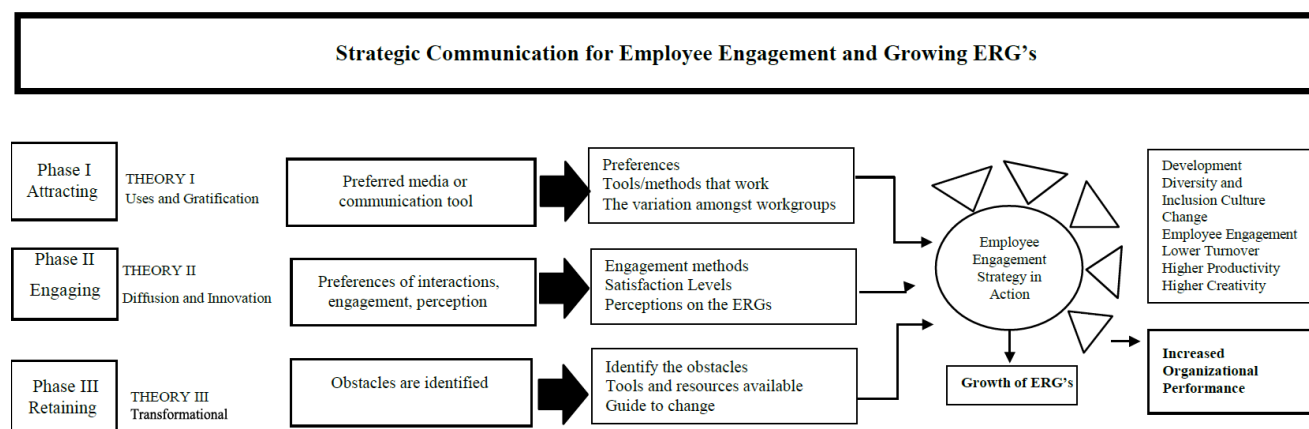 Strategic Communication for Employee Engagement and Growing ERG's
Phase I
Attracting
THEORY I
Uses and Gratification
Preferred media or
communication tool
Preferences
Tools/methods that work
The variation amongst workgroups
Phase II
Engaging
THEORY II
Diffusion and Innovation
Preferences of interactions,
engagement, perception
Engagement methods
Satisfaction Levels
Perceptions on the ERGs
Phase III
Retaining
THEORY III
Transformational
Obstacles are identified
Identify the obstacles
Tools and resources available
Guide to change
Employee
Engagement
Strategy in
Action
Growth of ERG's
Development
Diversity and
Inclusion Culture
Change
Employee Engagement
Lower Turnover
Higher Productivity
Higher Creativity
Increased
Organizational
Performance